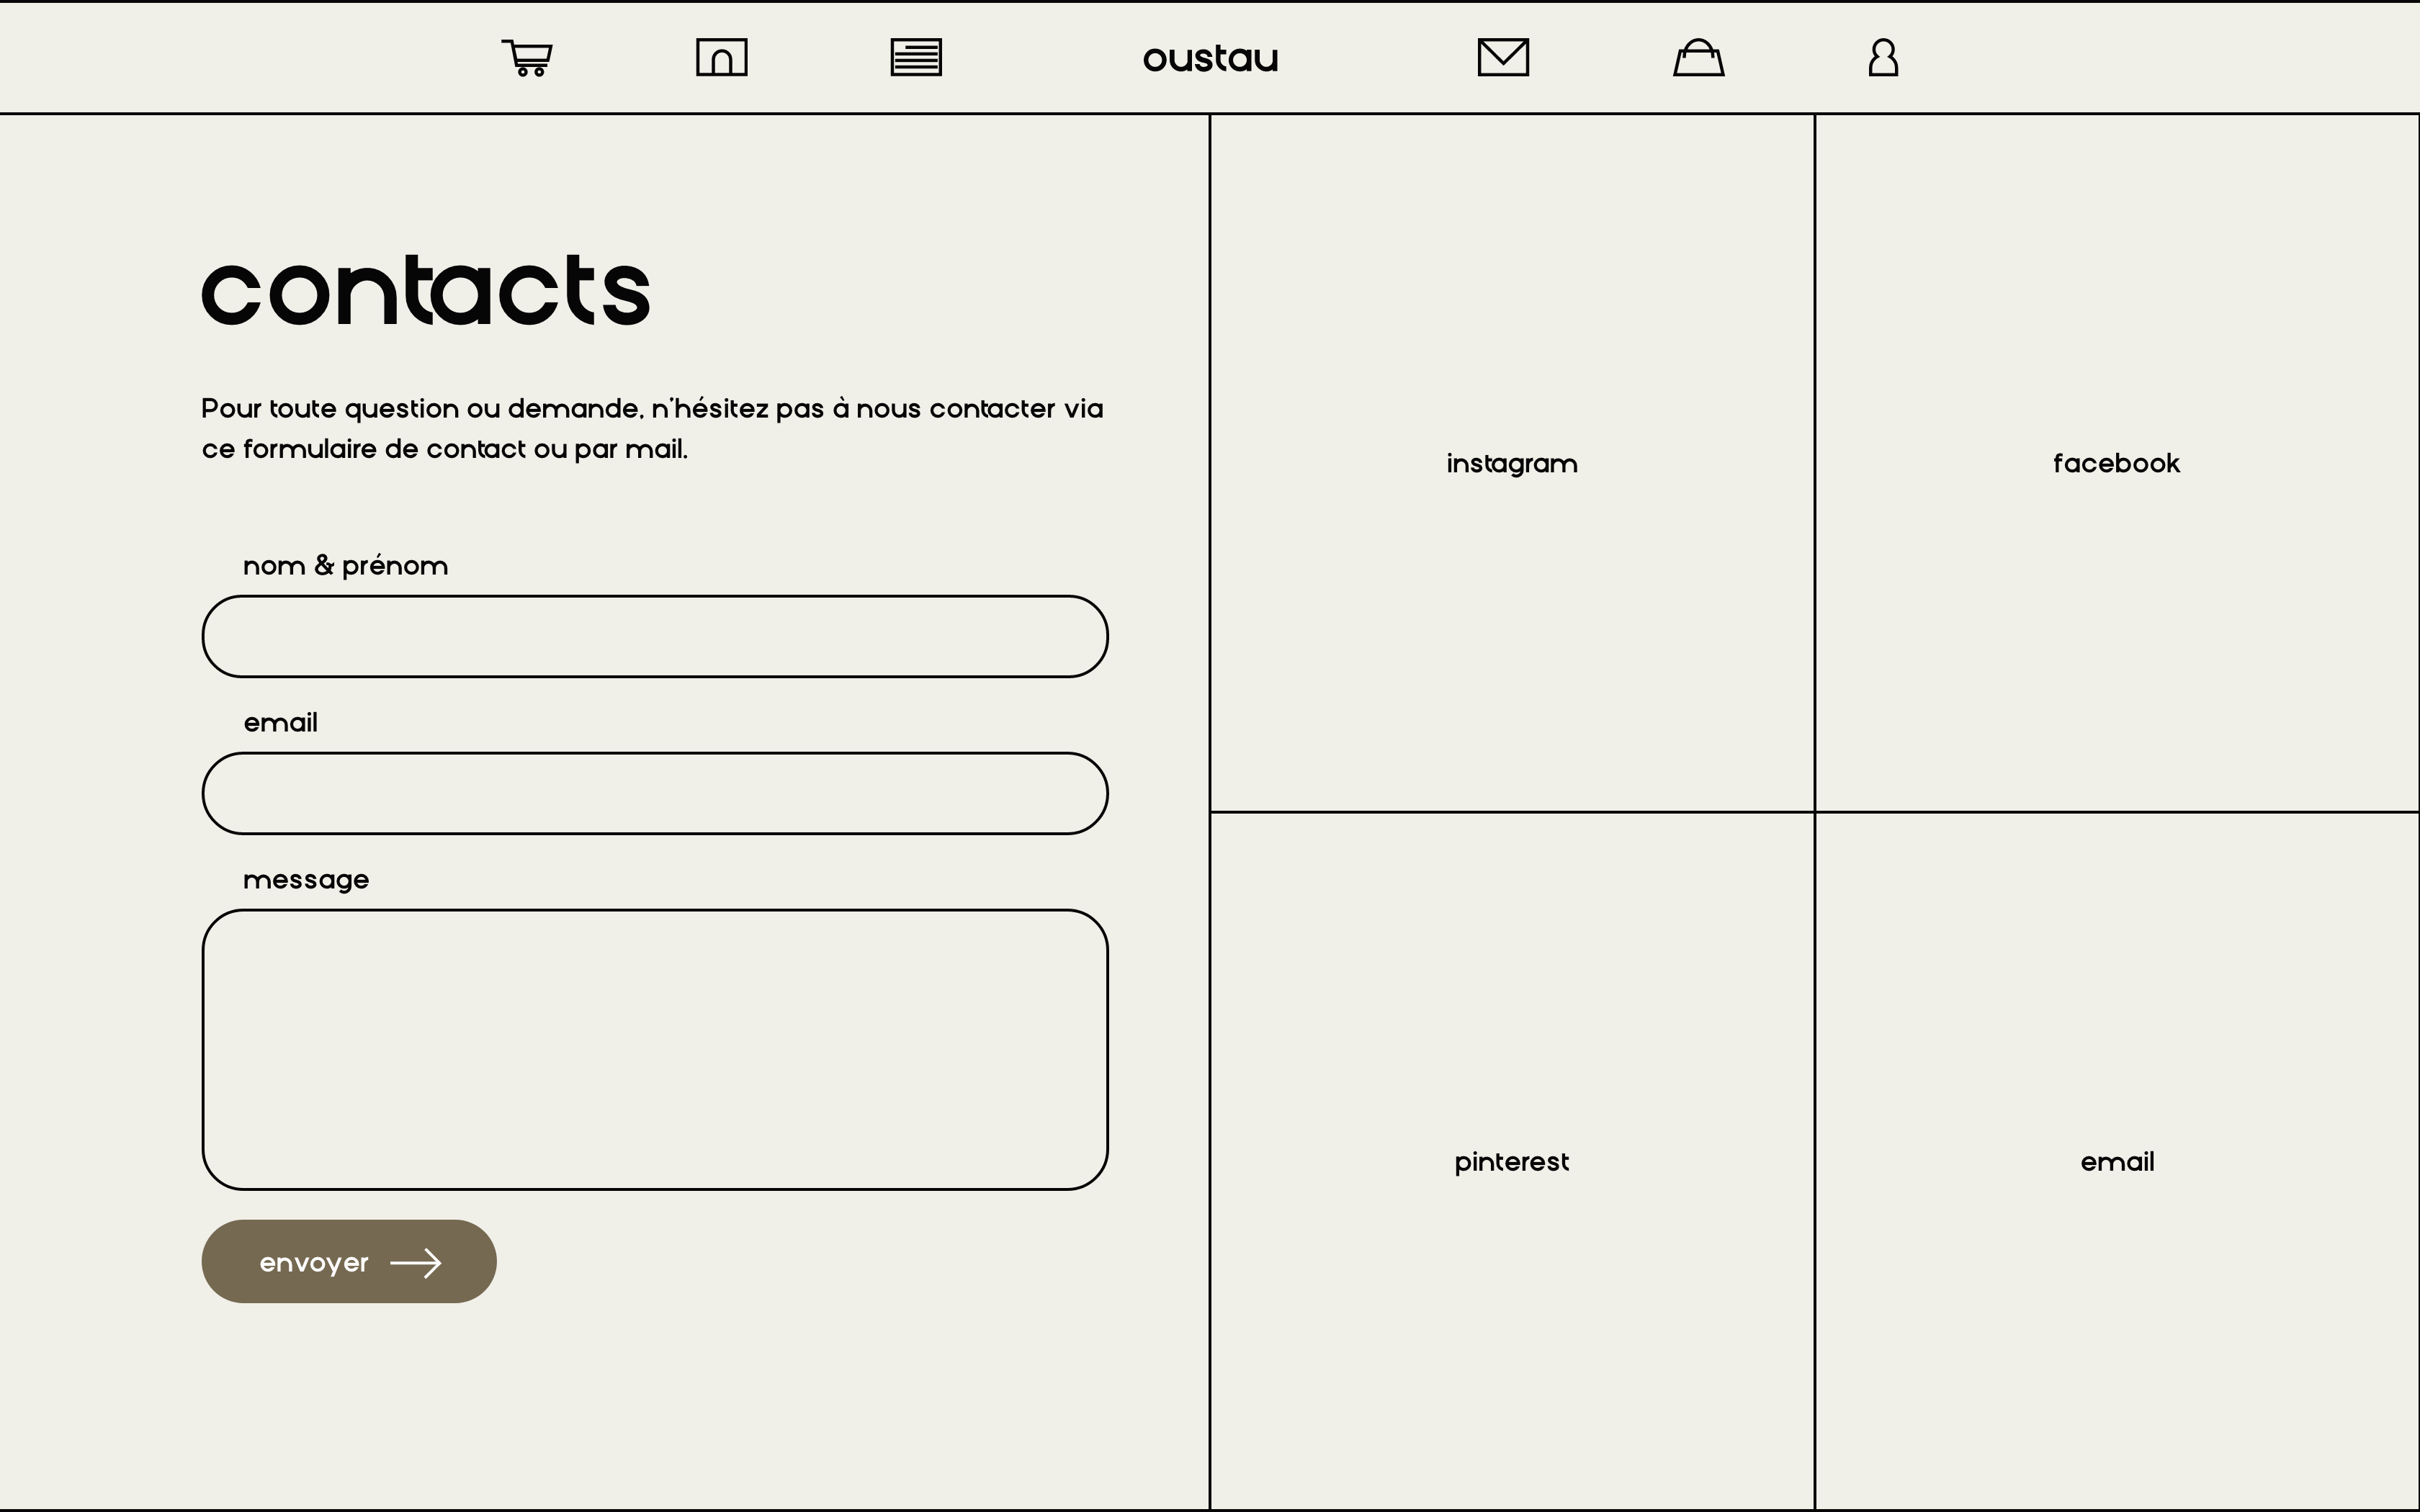 oustau
contacts
Pour toute question ou demande, n'hésitez pas à nous contacter via
ce formulaire de contact ou par mail.
nom & prénom
email
message
envoyer
instagram
facebook
pinterest
email